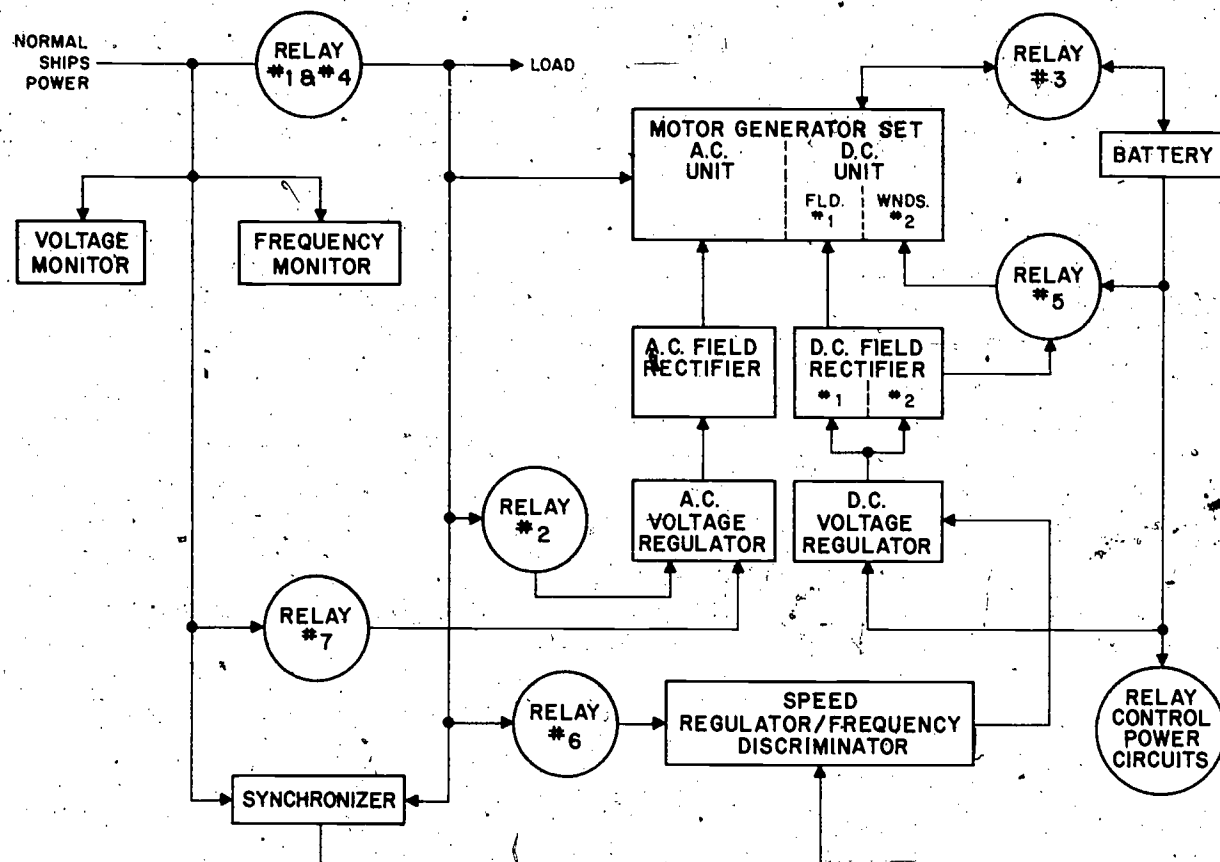 NORMAL
SHIPS
POWER
RELAY
#1 & #4
LOAD
RELAY
#3
MOTOR GENERATOR SET
A.C.
UNIT
D.C.
UNIT
FLD.
#1
WNDS.
#2
BATTERY
VOLTAGE
MONITOR
FREQUENCY
MONITOR
RELAY
#5
A.C. FIELD
RECTIFIER
D.C. FIELD
RECTIFIER
#1
#2
RELAY
#2
A.C.
VOLTAGE
REGULATOR
D.C.
VOLTAGE
REGULATOR
RELAY
#7
RELAY
#6
SPEED
REGULATOR/FREQUENCY
DISCRIMINATOR
RELAY
CONTROL
POWER
CIRCUITS
SYNCHRONIZER